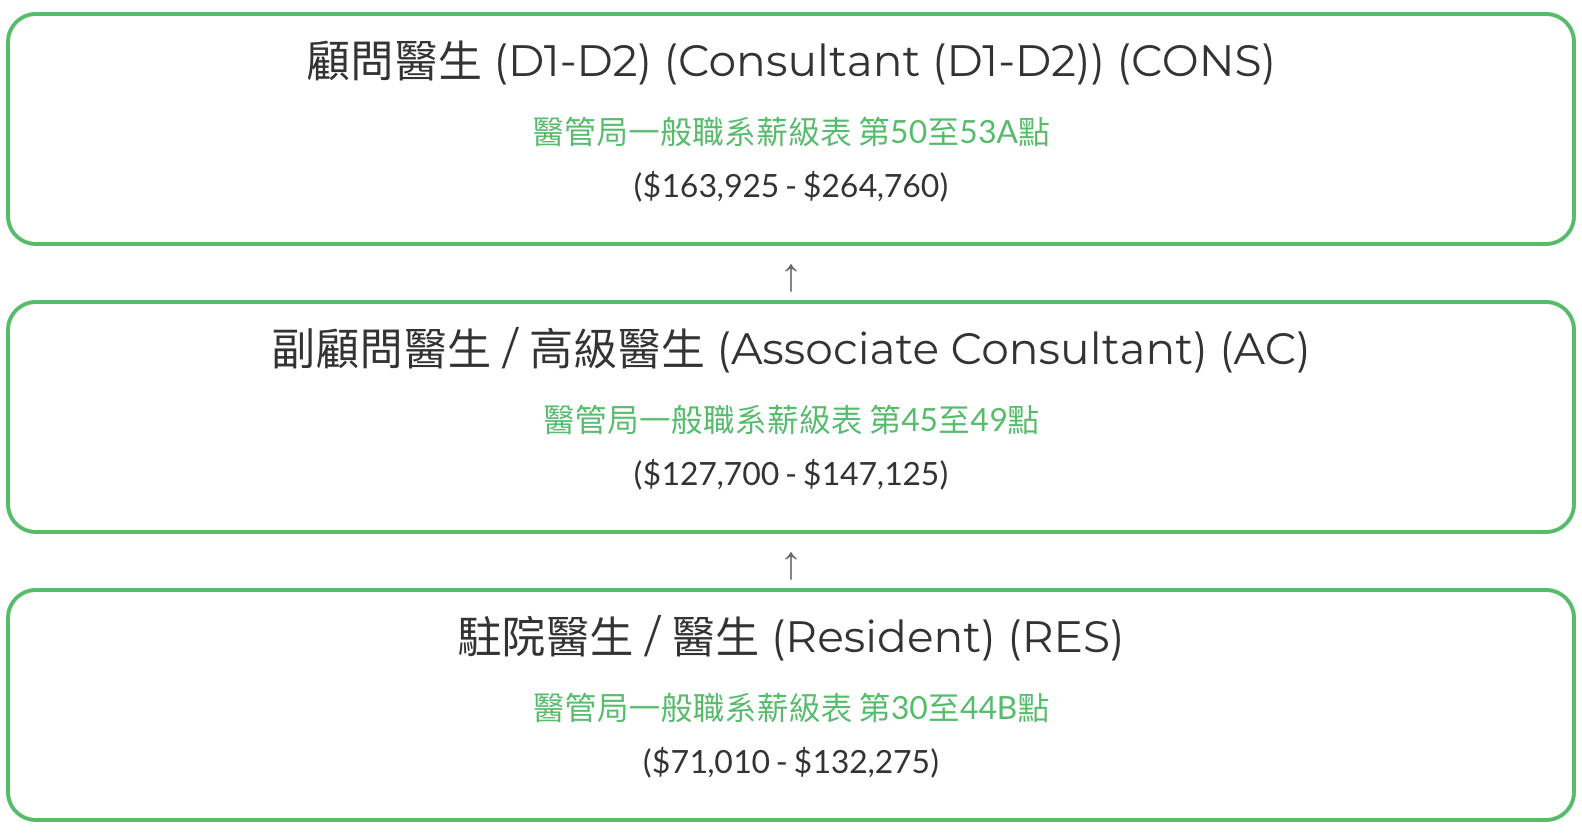 顧問醫生 (D1-D2) (Consultant (D1-D2)) (CONS)
醫管局一般職系薪級表 第50至53A點
($163,925 - $264,760)
↑
副顧問醫生 / 高級醫生 (Associate Consultant) (AC)
醫管局一般職系薪級表 第45至49點
($127,700 - $147,125)
↑
駐院醫生 / 醫生 (Resident) (RES)
醫管局一般職系薪級表 第30至44B點
($71,010 - $132,275)